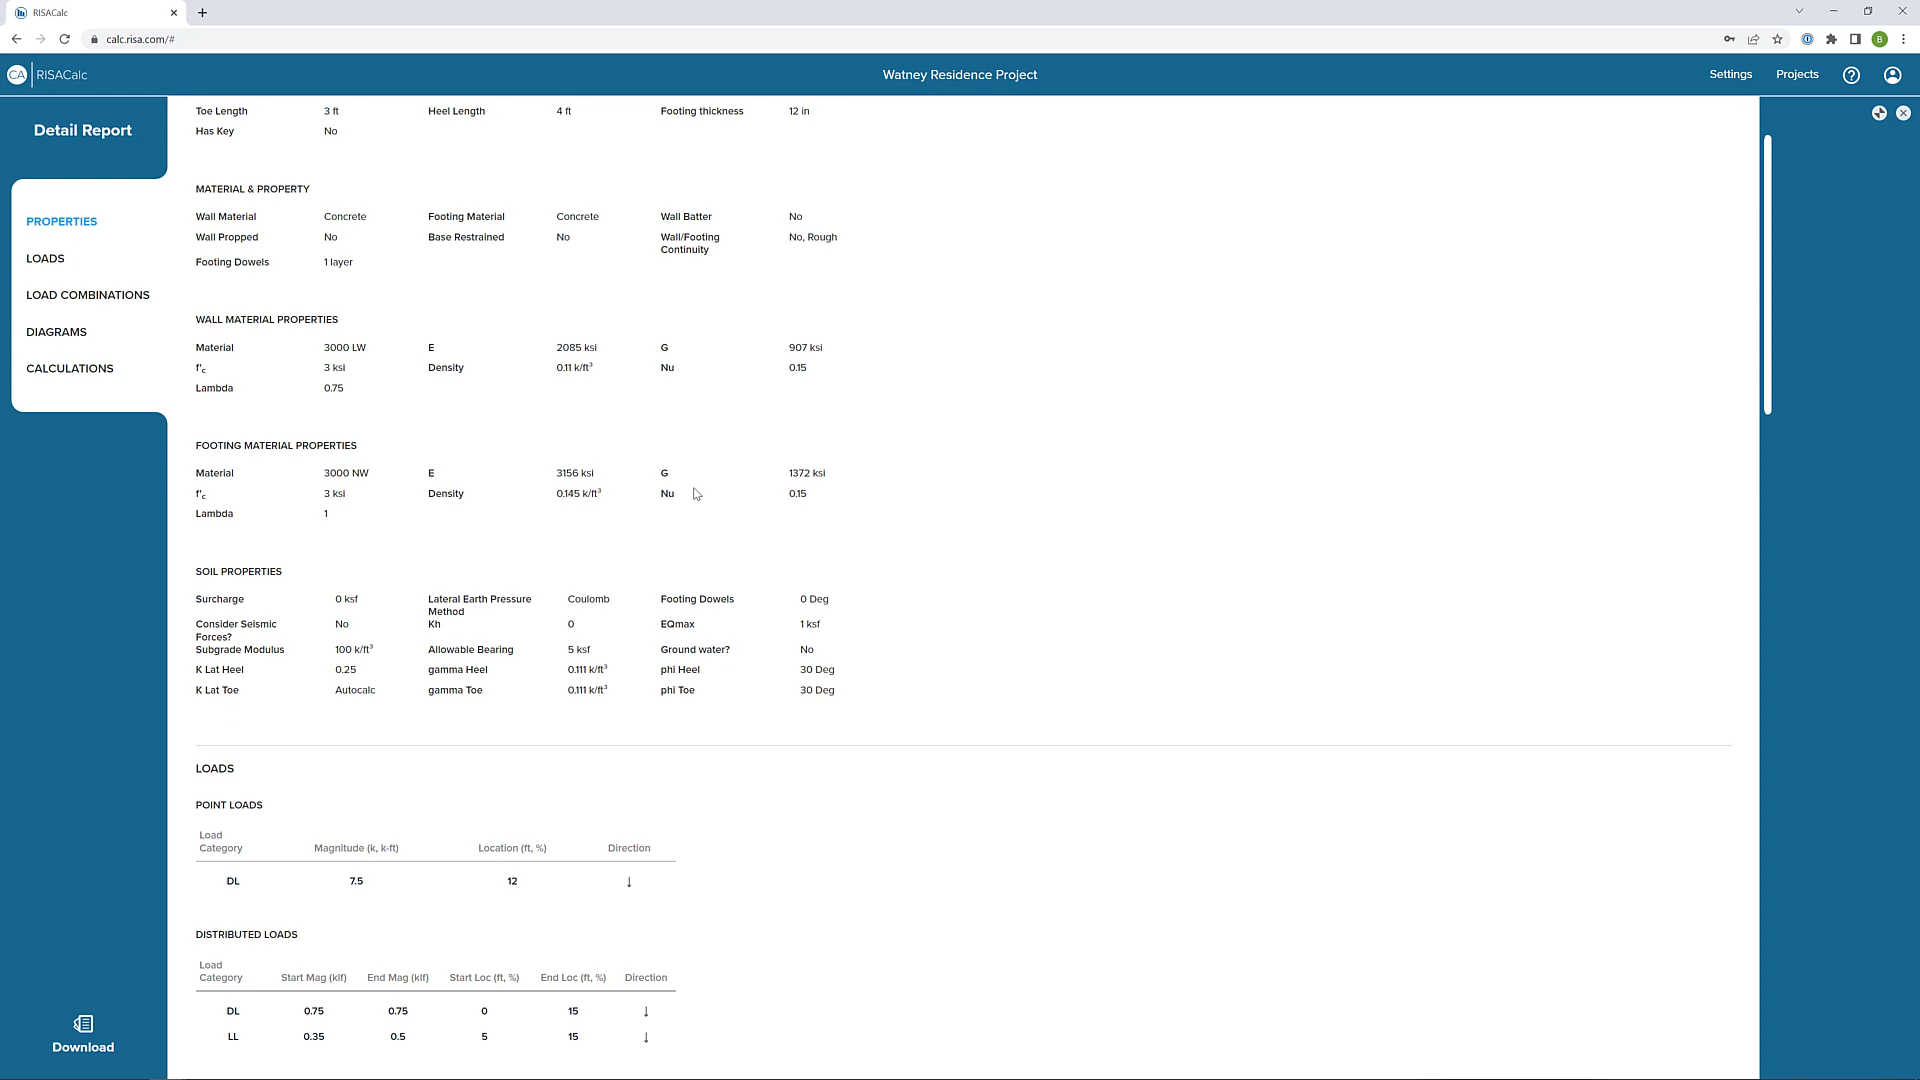 RISACalc
calc.risa.com/#
B
CA RISACalc
Watney Residence Project
Settings Projects ?
Detail Report
PROPERTIES
LOADS
LOAD COMBINATIONS
DIAGRAMS
CALCULATIONS
Download
Toe Length 3 ft Heel Length 4 ft Footing thickness 12 in
Has Key No
MATERIAL & PROPERTY
Wall Material Concrete Footing Material Concrete Wall Batter No
Wall Propped No Base Restrained No Wall/Footing No, Rough
Continuity
Footing Dowels 1 layer
WALL MATERIAL PROPERTIES
Material 3000 LW E 2085 ksi G 907 ksi
f'c 3 ksi Density 0.11 k/ft³ Nu 0.15
Lambda 0.75
FOOTING MATERIAL PROPERTIES
Material 3000 NW E 3156 ksi G 1372 ksi
f'c 3 ksi Density 0.145 k/ft³ Nu 0.15
Lambda 1
SOIL PROPERTIES
Surcharge 0 ksf Lateral Earth Pressure Coulomb Footing Dowels 0 Deg
Method
Consider Seismic No Kh 0 EQmax 1 ksf
Forces?
Subgrade Modulus 100 k/ft³ Allowable Bearing 5 ksf Ground water? No
K Lat Heel 0.25 gamma Heel 0.111 k/ft³ phi Heel 30 Deg
K Lat Toe Autocalc gamma Toe 0.111 k/ft³ phi Toe 30 Deg
LOADS
POINT LOADS
Load
Category Magnitude (k, k-ft) Location (ft, %) Direction
DL 7.5 12 ↓
DISTRIBUTED LOADS
Load
Category Start Mag (klf) End Mag (klf) Start Loc (ft, %) End Loc (ft, %) Direction
DL 0.75 0.75 0 15 ↓
LL 0.35 0.5 5 15 ↓